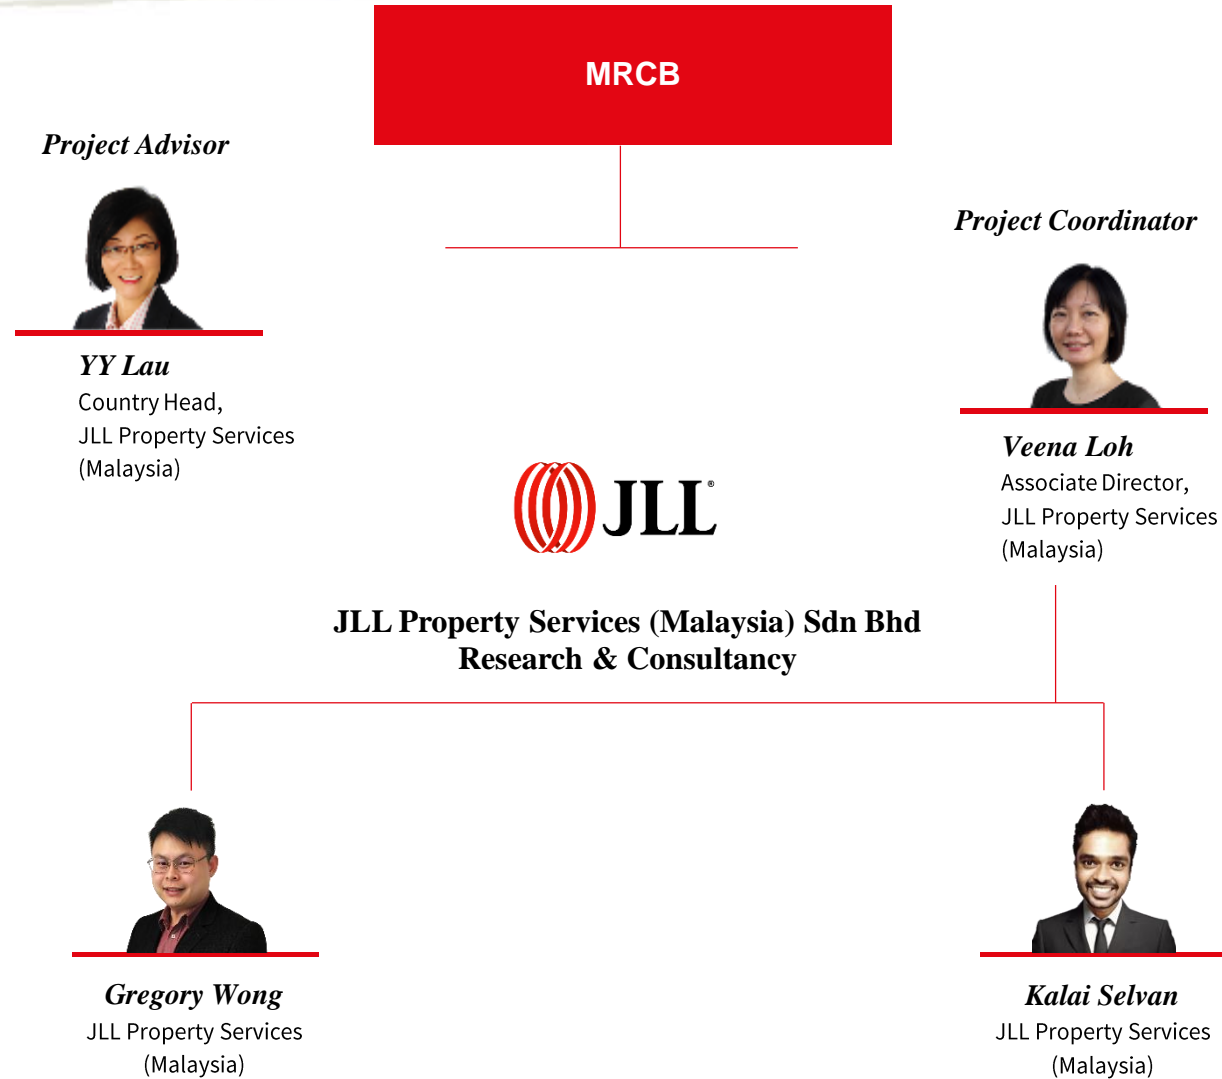 MRCB
Project Advisor
YY Lau
Country Head,
JLL Property Services
(Malaysia)
Project Coordinator
Veena Loh
Associate Director,
JLL Property Services
(Malaysia)
JLL®
JLL Property Services (Malaysia) Sdn Bhd
Research & Consultancy
Gregory Wong
JLL Property Services
(Malaysia)
Kalai Selvan
JLL Property Services
(Malaysia)